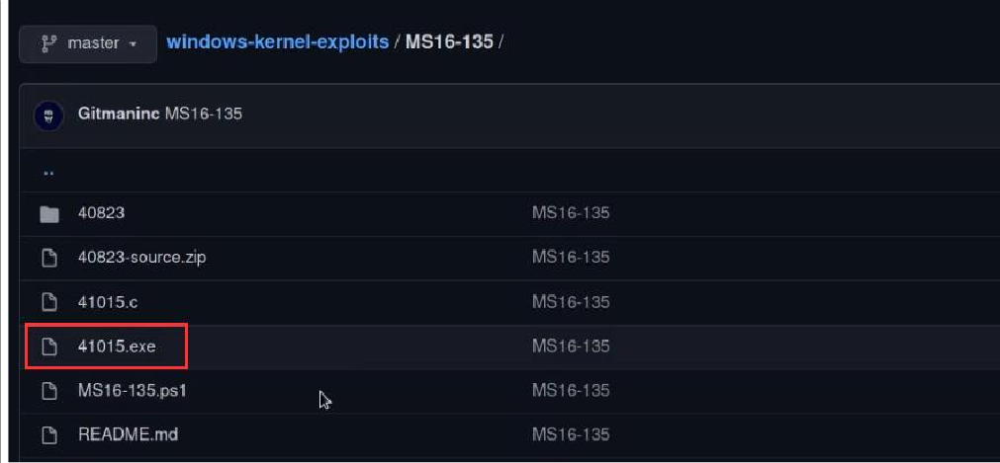 master windows-kernel-exploits / MS16-135 /
Gitmaninc MS16-135
..
40823 MS16-135
40823-source.zip MS16-135
41015.c MS16-135
41015.exe MS16-135
MS16-135.ps1 MS16-135
README.md MS16-135